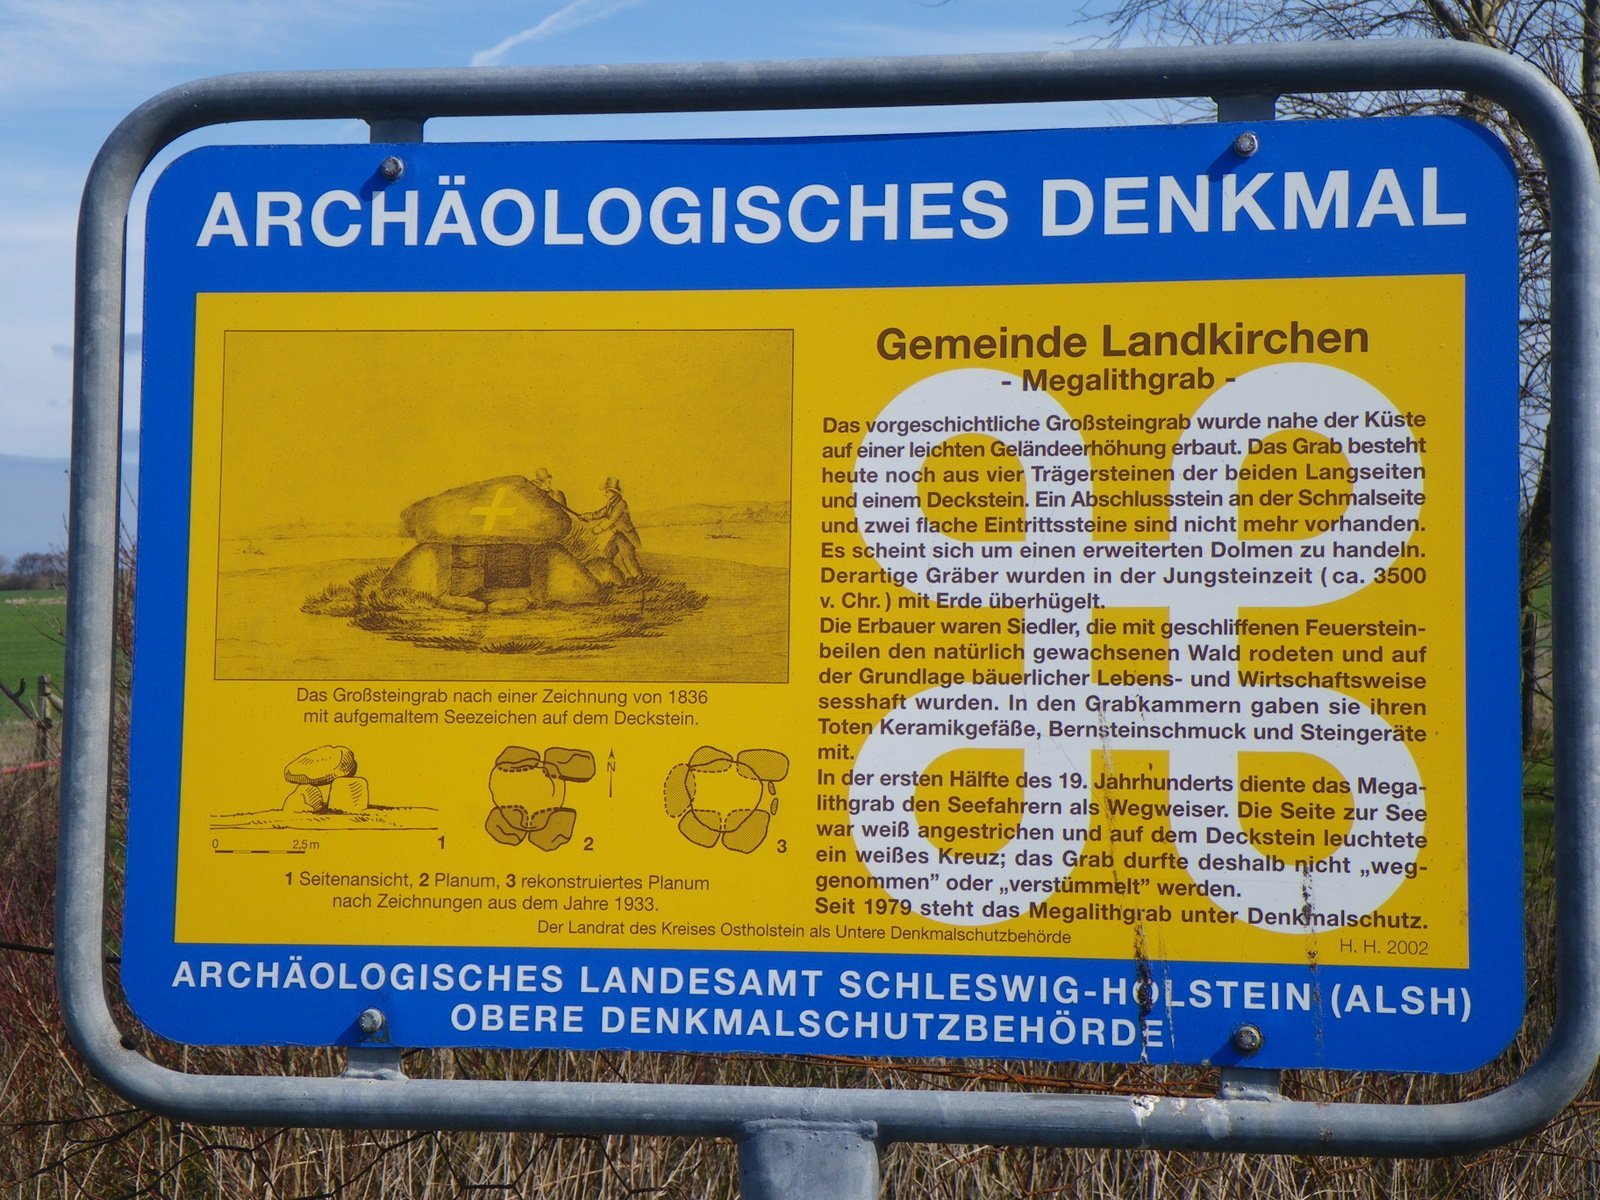 ARCHÄOLOGISCHES DENKMAL
Gemeinde Landkirchen
- Megalithgrab -
Das vorgeschichtliche Großsteingrab wurde nahe der Küste
auf einer leichten Geländeerhöhung erbaut. Das Grab besteht
heute noch aus vier Trägersteinen der beiden Langseiten
und einem Deckstein. Ein Abschlussstein an der Schmalseite
und zwei flache Eintrittssteine sind nicht mehr vorhanden.
Es scheint sich um einen erweiterten Dolmen zu handeln.
Derartige Gräber wurden in der Jungsteinzeit ( ca. 3500
v. Chr. ) mit Erde überhügelt.
Die Erbauer waren Siedler, die mit geschliffenen Feuerstein-
beilen den natürlich gewachsenen Wald rodeten und auf
der Grundlage bäuerlicher Lebens- und Wirtschaftsweise
sesshaft wurden. In den Grabkammern gaben sie ihren
Toten Keramikgefäße, Bernsteinschmuck und Steingeräte
mit.
In der ersten Hälfte des 19. Jahrhunderts diente das Mega-
lithgrab den Seefahrern als Wegweiser. Die Seite zur See
war weiß angestrichen und auf dem Deckstein leuchtete
ein weißes Kreuz; das Grab durfte deshalb nicht „weg-
genommen” oder „verstümmelt” werden.
Seit 1979 steht das Megalithgrab unter Denkmalschutz.
H. H. 2002
Das Großsteingrab nach einer Zeichnung von 1836
mit aufgemaltem Seezeichen auf dem Deckstein.
N
0 2,5 m 1 2 3
1 Seitenansicht, 2 Planum, 3 rekonstruiertes Planum
nach Zeichnungen aus dem Jahre 1933.
Der Landrat des Kreises Ostholstein als Untere Denkmalschutzbehörde
ARCHÄOLOGISCHES LANDESAMT SCHLESWIG-HOLSTEIN (ALSH)
OBERE DENKMALSCHUTZBEHÖRDE